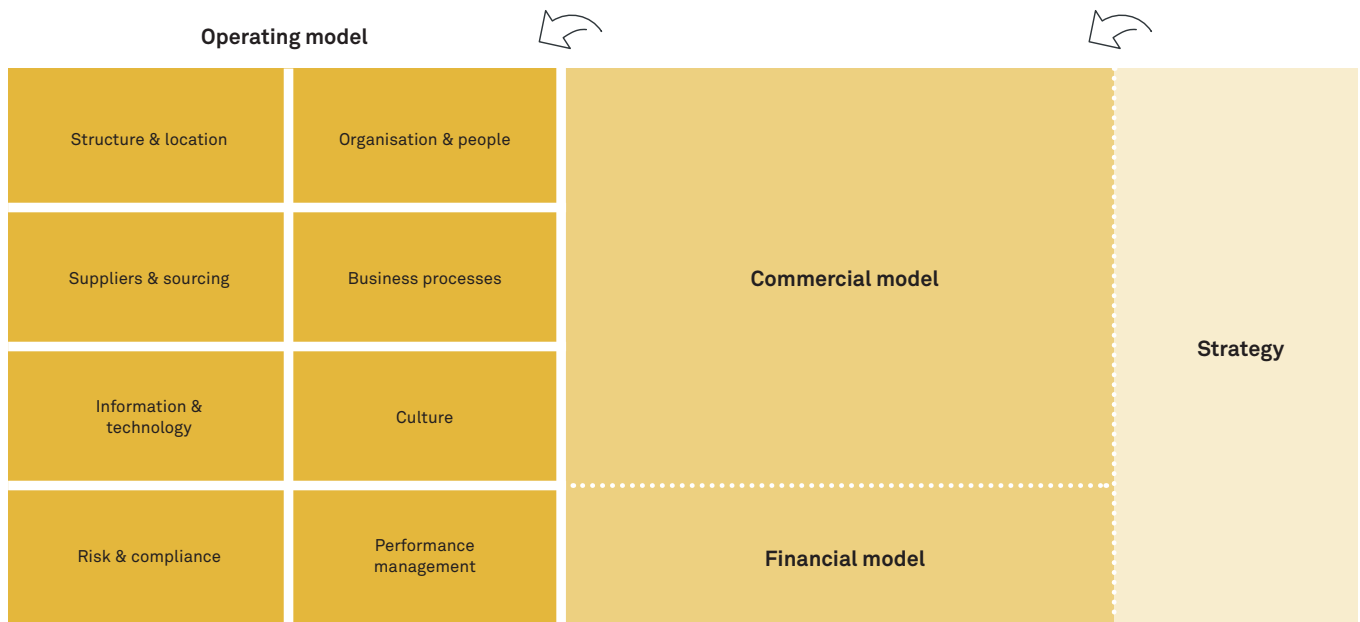 Operating model
Structure & location
Organisation & people
Suppliers & sourcing
Business processes
Information &
technology
Culture
Risk & compliance
Performance
management
Commercial model
Financial model
Strategy